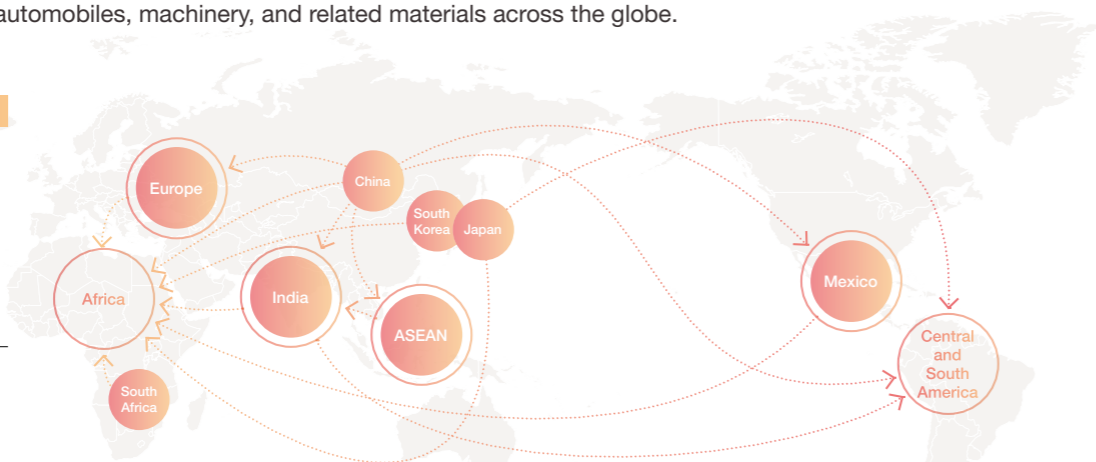 automobiles, machinery, and related materials across the globe.
Europe
China
South
Korea
Japan
Africa
India
ASEAN
Mexico
South
Africa
Central
and
South
America